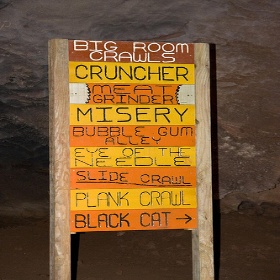 BIG ROOM
CRAWLS
CRUNCHER
MEAT
GRINDER
MISERY
BUBBLE GUM
ALLEY
EYE OF THE
NEEDLE
SLIDE CRAWL
PLANK CRAWL
BLACK CAT →